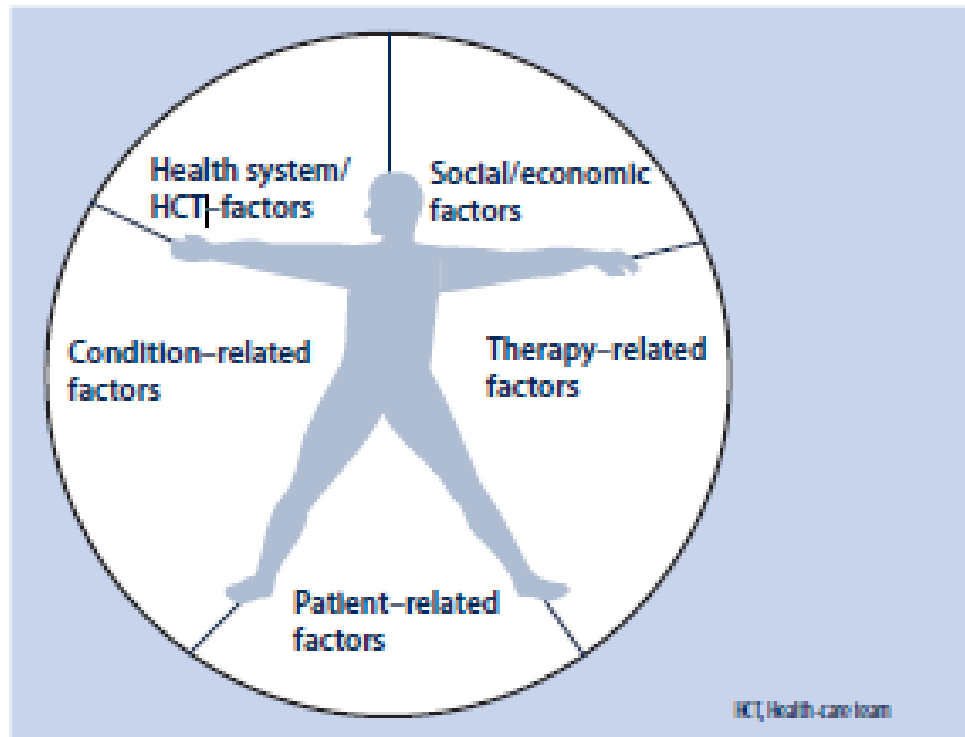 Health system/
HCT–factors
Social/economic
factors
Condition–related
factors
Therapy–related
factors
Patient–related
factors
HCT, Health-care team